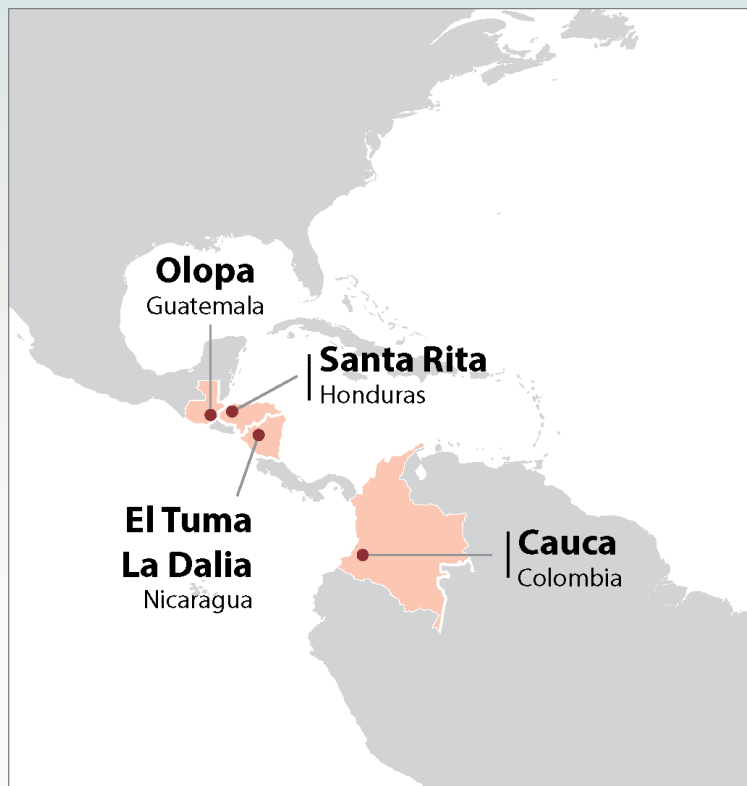 Olopa
Guatemala
Santa Rita
Honduras
El Tuma
La Dalia
Nicaragua
Cauca
Colombia